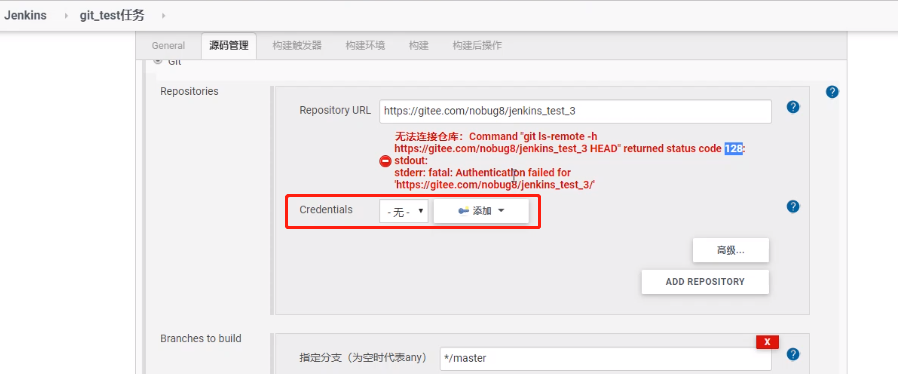 Jenkins › git_test任务 ›
General 源码管理 构建触发器 构建环境 构建 构建后操作
Git
Repositories
Repository URL https://gitee.com/nobug8/jenkins_test_3
无法连接仓库：Command "git ls-remote -h
https://gitee.com/nobug8/jenkins_test_3 HEAD" returned status code 128:
stdout:
stderr: fatal: Authentication failed for
'https://gitee.com/nobug8/jenkins_test_3/'
Credentials - 无 - 添加
高级...
ADD REPOSITORY
Branches to build
X
指定分支（为空时代表any） */master